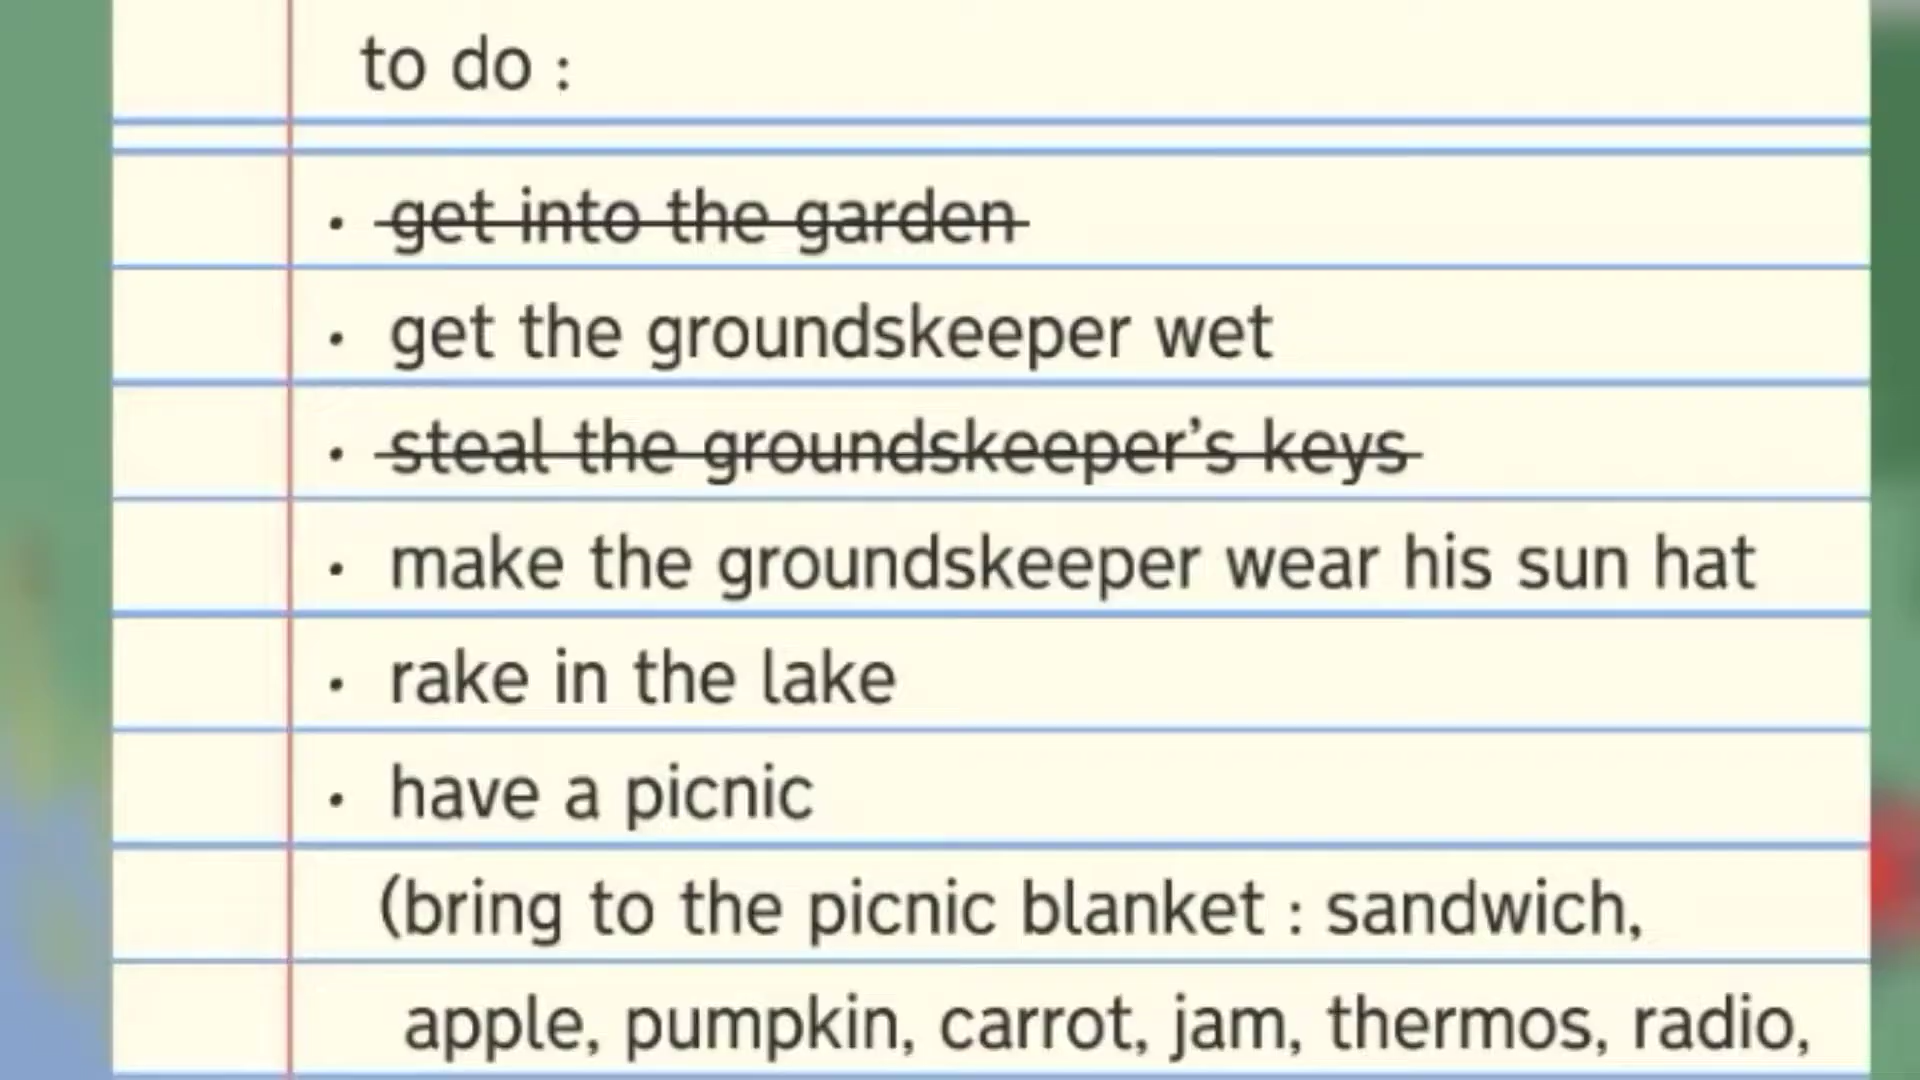 to do :
· get into the garden
· get the groundskeeper wet
· steal the groundskeeper’s keys
· make the groundskeeper wear his sun hat
· rake in the lake
· have a picnic
(bring to the picnic blanket : sandwich,
apple, pumpkin, carrot, jam, thermos, radio,